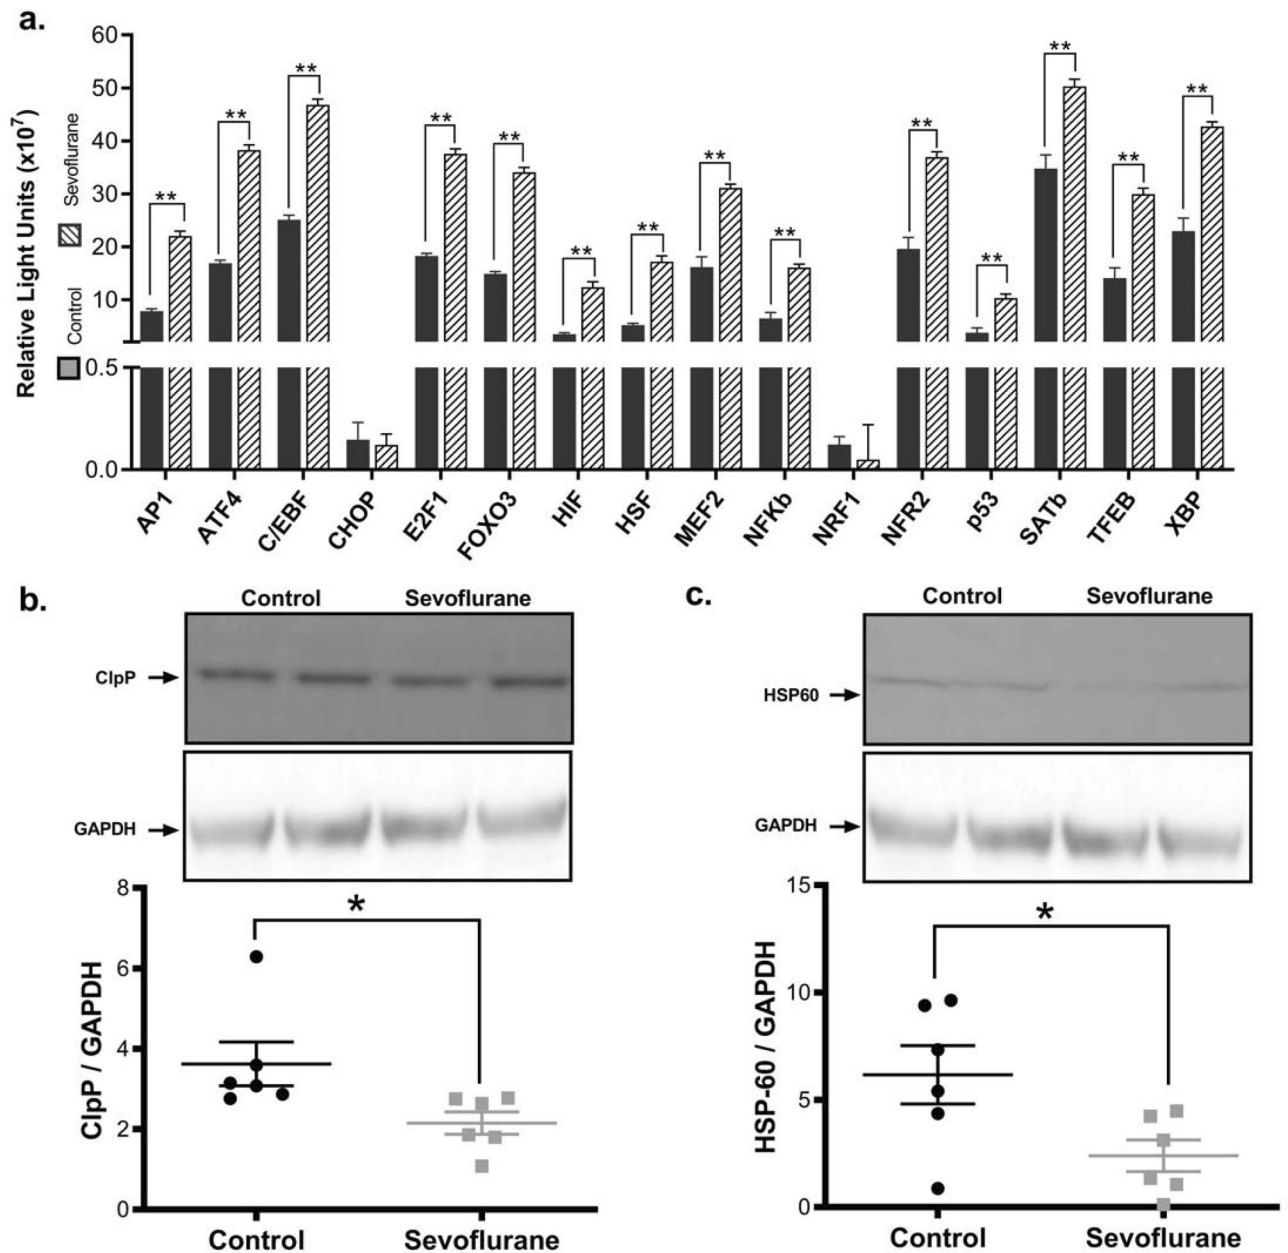 a.
Relative Light Units (x10⁷)
Control
Sevoflurane
60
50
40
30
20
10
0.5
0.0
**
**
**
**
**
**
**
**
**
**
**
**
**
**
AP1
ATF4
C/EBF
CHOP
E2F1
FOXO3
HIF
HSF
MEF2
NFKb
NRF1
NFR2
p53
SATb
TFEB
XBP
b.
Control Sevoflurane
ClpP
GAPDH
ClpP / GAPDH
8
6
4
2
0
*
Control Sevoflurane
c.
Control Sevoflurane
HSP60
GAPDH
HSP-60 / GAPDH
15
10
5
0
*
Control Sevoflurane